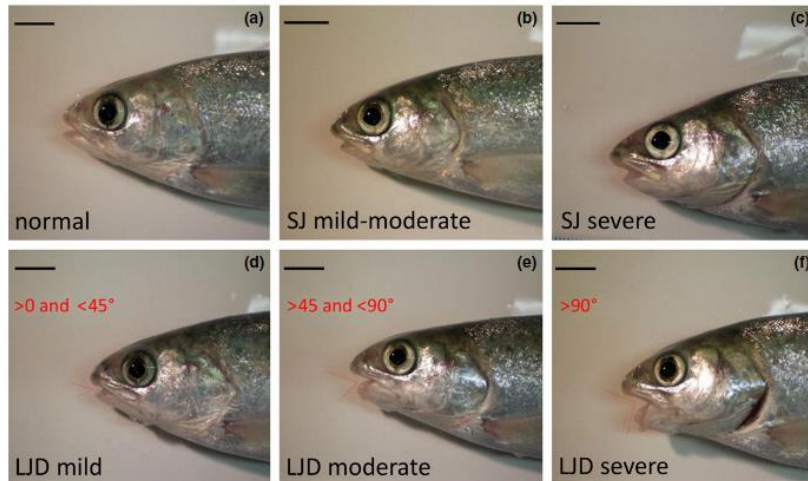 (a)
normal
(b)
SJ mild-moderate
(c)
SJ severe
(d)
>0 and <45°
LJD mild
(e)
>45 and <90°
LJD moderate
(f)
>90°
LJD severe